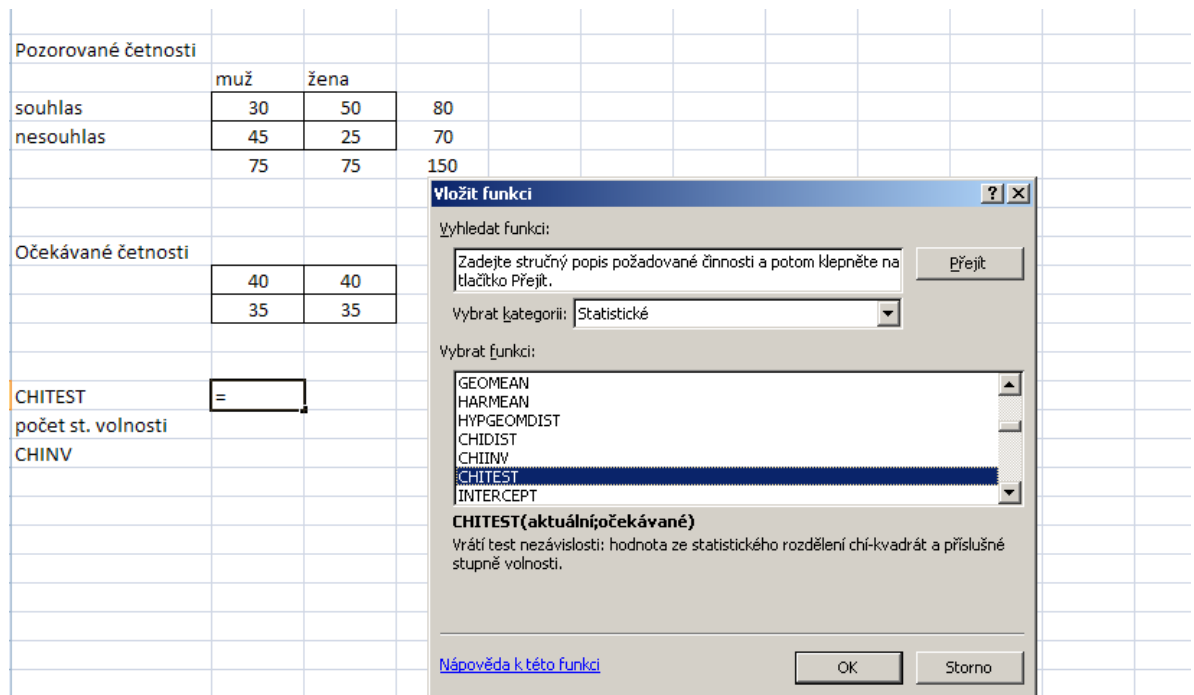 Pozorované četnosti
muž žena
souhlas 30 50 80
nesouhlas 45 25 70
75 75 150
Očekávané četnosti
40 40
35 35
CHITEST =
počet st. volnosti
CHINV
Vložit funkci
Vyhledat funkci:
Zadejte stručný popis požadované činnosti a potom klepněte na
tlačítko Přejít.
Přejít
Vybrat kategorii: Statistické
Vybrat funkci:
GEOMEAN
HARMEAN
HYPGEOMDIST
CHIDIST
CHIINV
CHITEST
INTERCEPT
CHITEST(aktuální;očekávané)
Vrátí test nezávislosti: hodnota ze statistického rozdělení chí-kvadrát a příslušné
stupně volnosti.
Nápověda k této funkci
OK
Storno